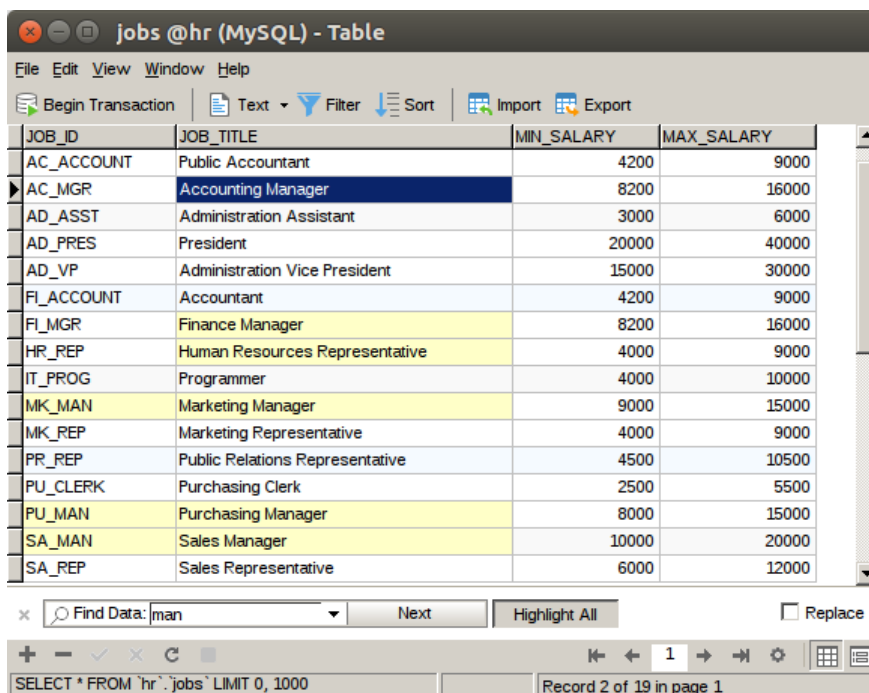 jobs @hr (MySQL) - Table
File Edit View Window Help
Begin Transaction Text Filter Sort Import Export
JOB_ID JOB_TITLE MIN_SALARY MAX_SALARY
AC_ACCOUNT Public Accountant 4200 9000
AC_MGR Accounting Manager 8200 16000
AD_ASST Administration Assistant 3000 6000
AD_PRES President 20000 40000
AD_VP Administration Vice President 15000 30000
FI_ACCOUNT Accountant 4200 9000
FI_MGR Finance Manager 8200 16000
HR_REP Human Resources Representative 4000 9000
IT_PROG Programmer 4000 10000
MK_MAN Marketing Manager 9000 15000
MK_REP Marketing Representative 4000 9000
PR_REP Public Relations Representative 4500 10500
PU_CLERK Purchasing Clerk 2500 5500
PU_MAN Purchasing Manager 8000 15000
SA_MAN Sales Manager 10000 20000
SA_REP Sales Representative 6000 12000
Find Data: man Next Highlight All Replace
1
SELECT * FROM `hr`.`jobs` LIMIT 0, 1000 Record 2 of 19 in page 1